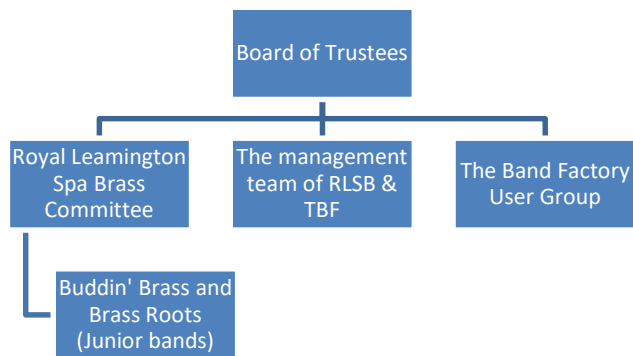 Board of Trustees
Royal Leamington
Spa Brass
Committee
The management
team of RLSB &
TBF
The Band Factory
User Group
Buddin' Brass and
Brass Roots
(Junior bands)